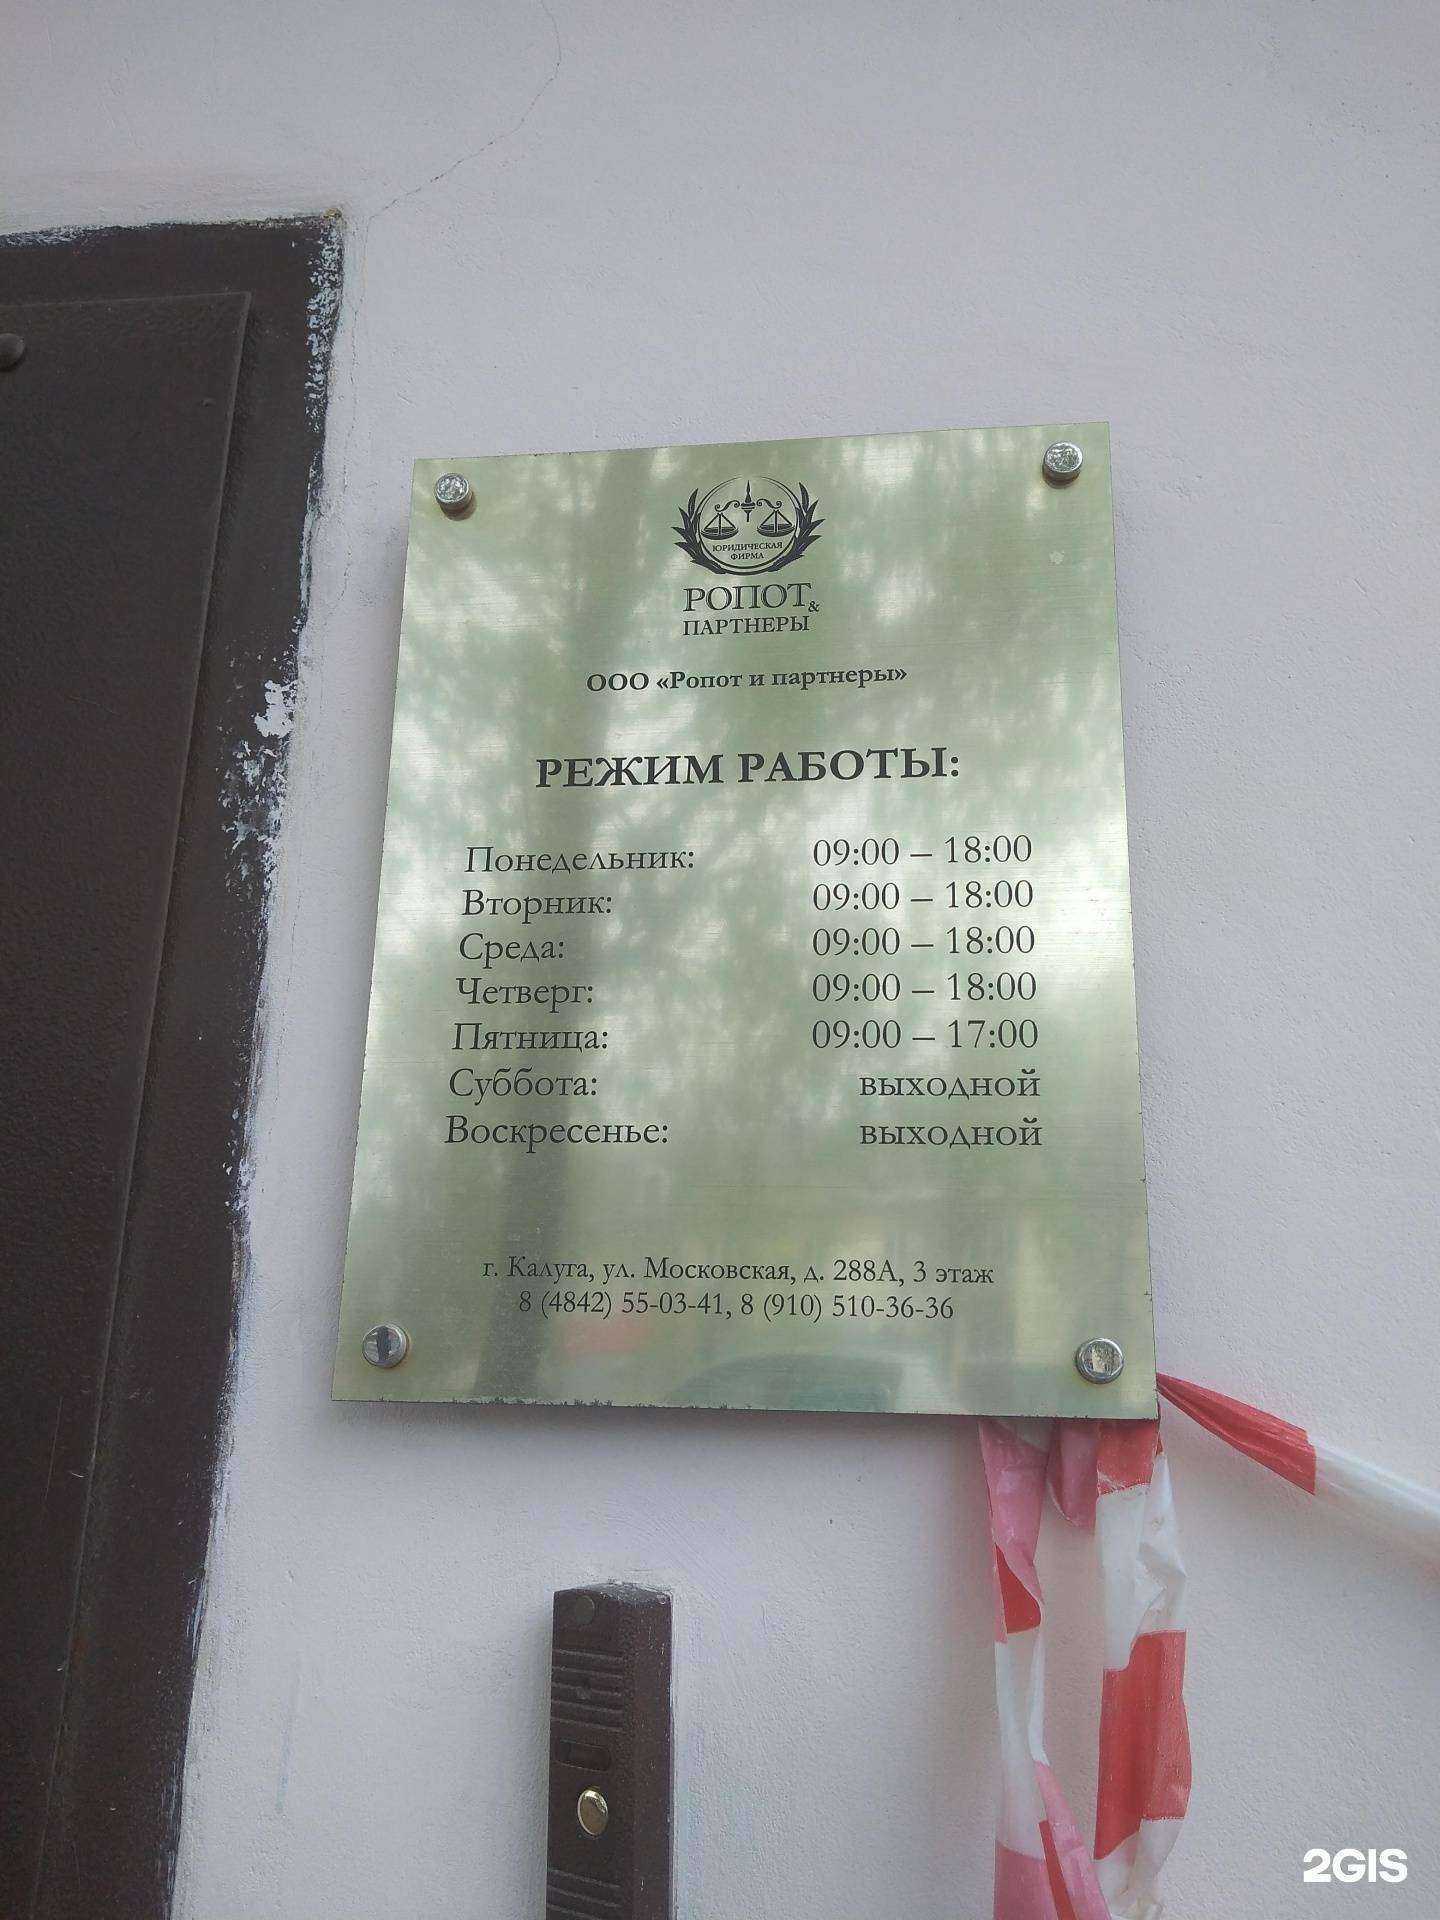 ЮРИДИЧЕСКАЯ
ФИРМА
РОПОТ&
ПАРТНЕРЫ
ООО «Ропот и партнеры»
РЕЖИМ РАБОТЫ:
Понедельник: 09:00 – 18:00
Вторник: 09:00 – 18:00
Среда: 09:00 – 18:00
Четверг: 09:00 – 18:00
Пятница: 09:00 – 17:00
Суббота: выходной
Воскресенье: выходной
г. Калуга, ул. Московская, д. 288А, 3 этаж
8 (4842) 55-03-41, 8 (910) 510-36-36
2GIS